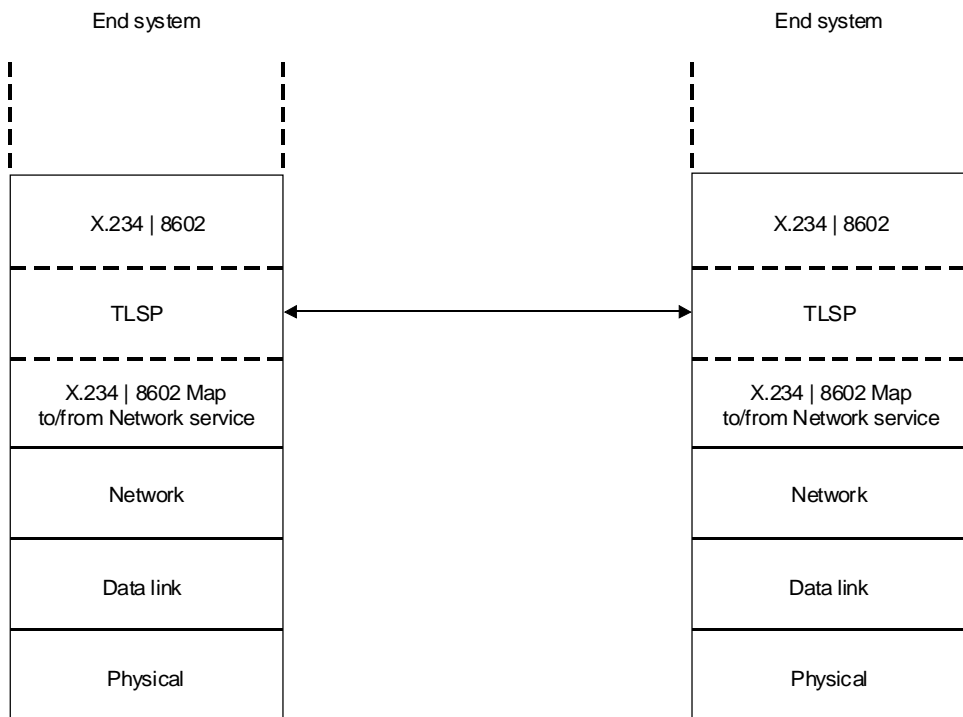 End system
End system
X.234 | 8602
X.234 | 8602
TLSP
TLSP
X.234 | 8602 Map
to/from Network service
X.234 | 8602 Map
to/from Network service
Network
Network
Data link
Data link
Physical
Physical